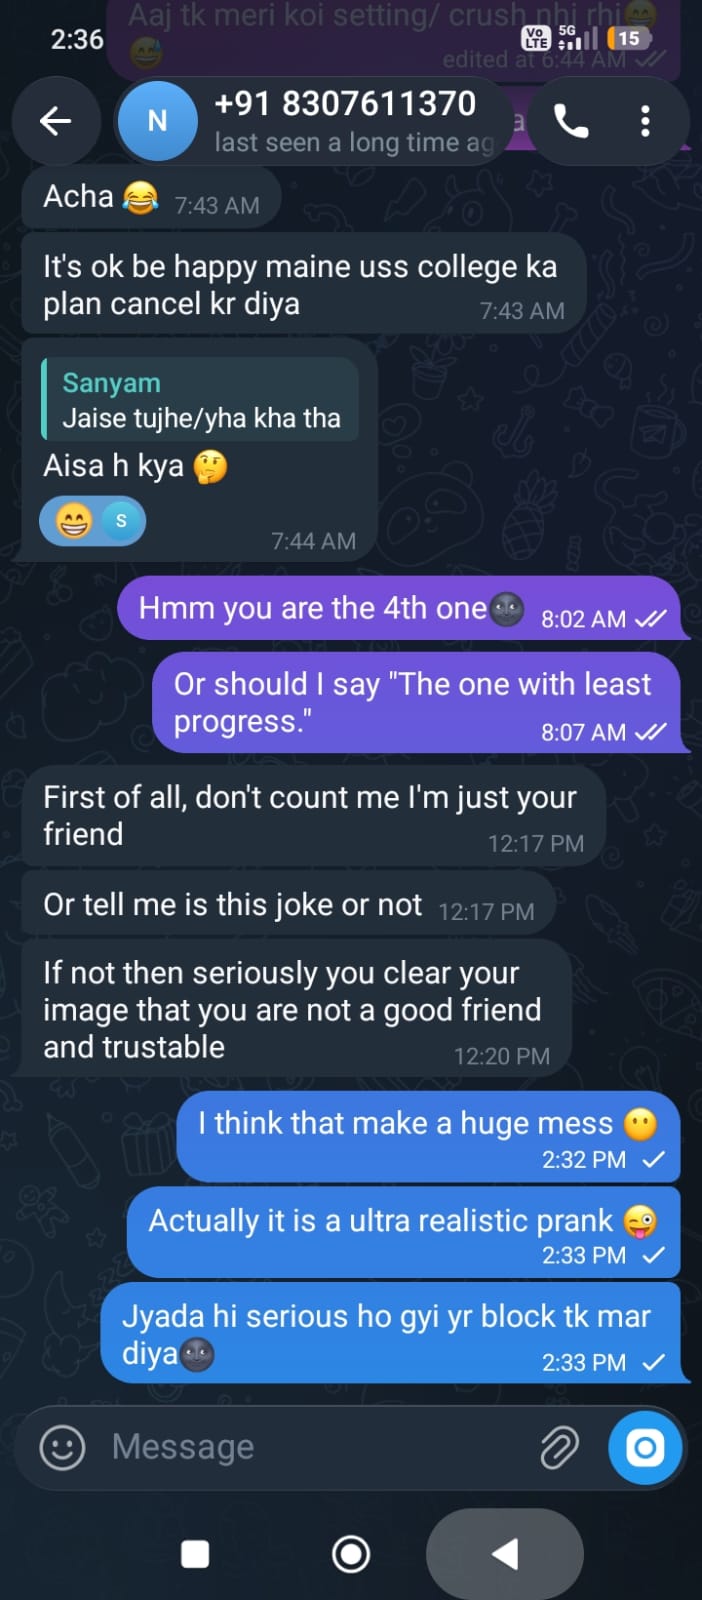 Aaj tk meri koi setting/ crush nhi rhi😅
😅
edited at 6:44 AM
2:36
Vo
LTE
5G
15
N
+91 8307611370
last seen a long time ag
a
Acha 😂 7:43 AM
It's ok be happy maine uss college ka
plan cancel kr diya
7:43 AM
Sanyam
Jaise tujhe/yha kha tha
Aisa h kya 🤔
😁 S
7:44 AM
Hmm you are the 4th one🌚 8:02 AM
Or should I say "The one with least
progress."
8:07 AM
First of all, don't count me I'm just your
friend
12:17 PM
Or tell me is this joke or not 12:17 PM
If not then seriously you clear your
image that you are not a good friend
and trustable
12:20 PM
I think that make a huge mess 😶
2:32 PM
Actually it is a ultra realistic prank 😜
2:33 PM
Jyada hi serious ho gyi yr block tk mar
diya🌚
2:33 PM
Message